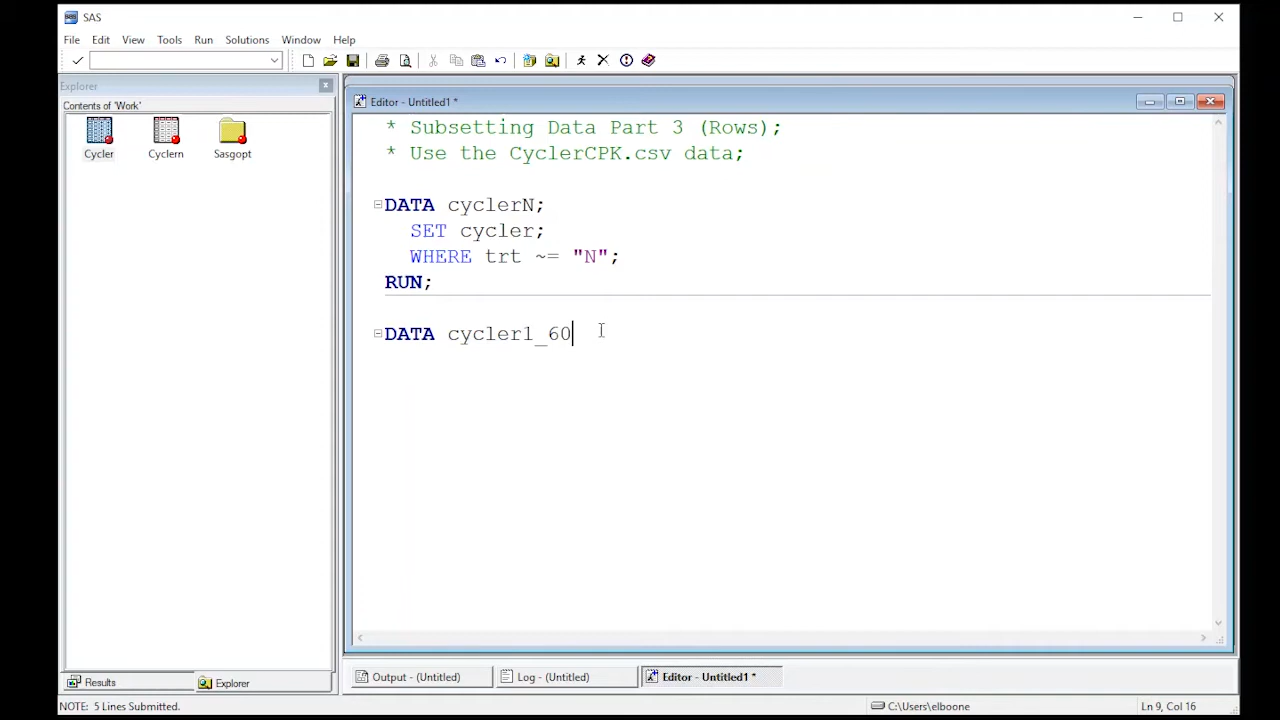 SAS
File Edit View Tools Run Solutions Window Help
Explorer
Contents of 'Work'
Cycler Cyclern Sasgopt
Editor - Untitled1 *
* Subsetting Data Part 3 (Rows);
* Use the CyclerCPK.csv data;
DATA cyclerN;
SET cycler;
WHERE trt ~= "N";
RUN;
DATA cycler1_60
Results Explorer
Output - (Untitled) Log - (Untitled) Editor - Untitled1 *
NOTE: 5 Lines Submitted. C:\Users\elboone Ln 9, Col 16